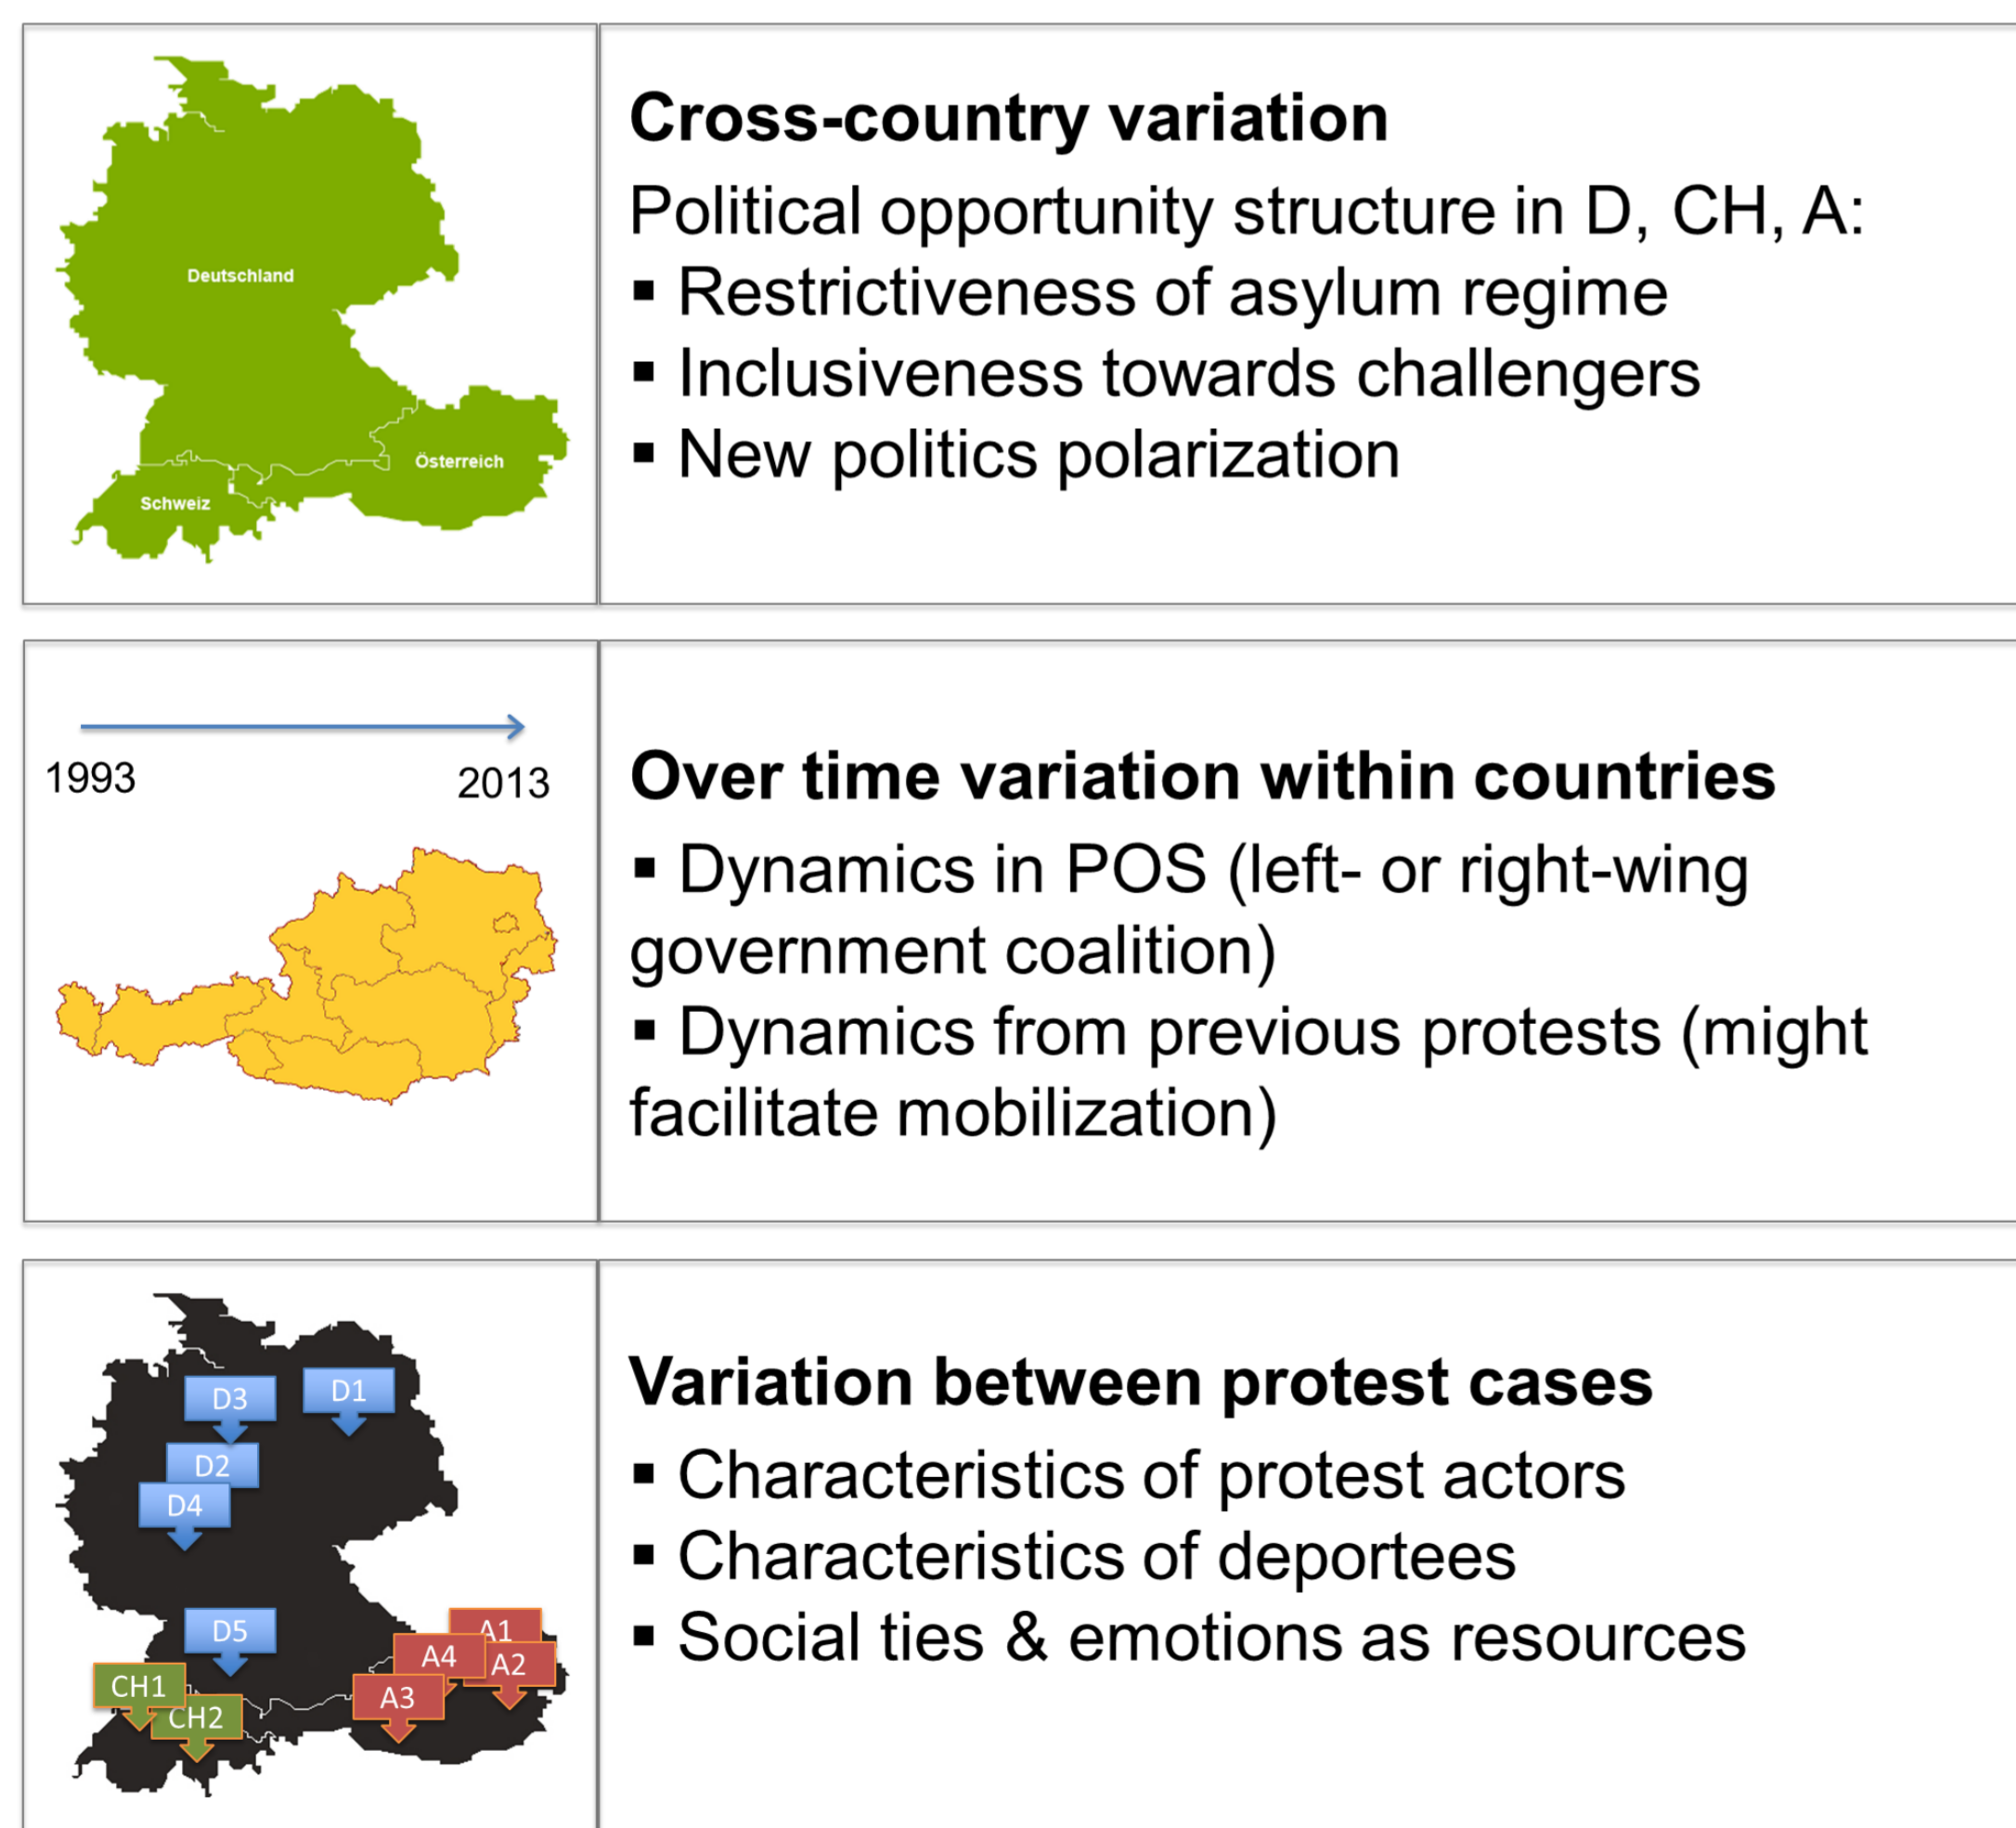 Deutschland
Österreich
Schweiz
Cross-country variation
Political opportunity structure in D, CH, A:
▪ Restrictiveness of asylum regime
▪ Inclusiveness towards challengers
▪ New politics polarization
1993
2013
Over time variation within countries
▪ Dynamics in POS (left- or right-wing
government coalition)
▪ Dynamics from previous protests (might
facilitate mobilization)
D3
D1
D2
D4
D5
A1
A4
A2
A3
CH1
CH2
Variation between protest cases
▪ Characteristics of protest actors
▪ Characteristics of deportees
▪ Social ties & emotions as resources